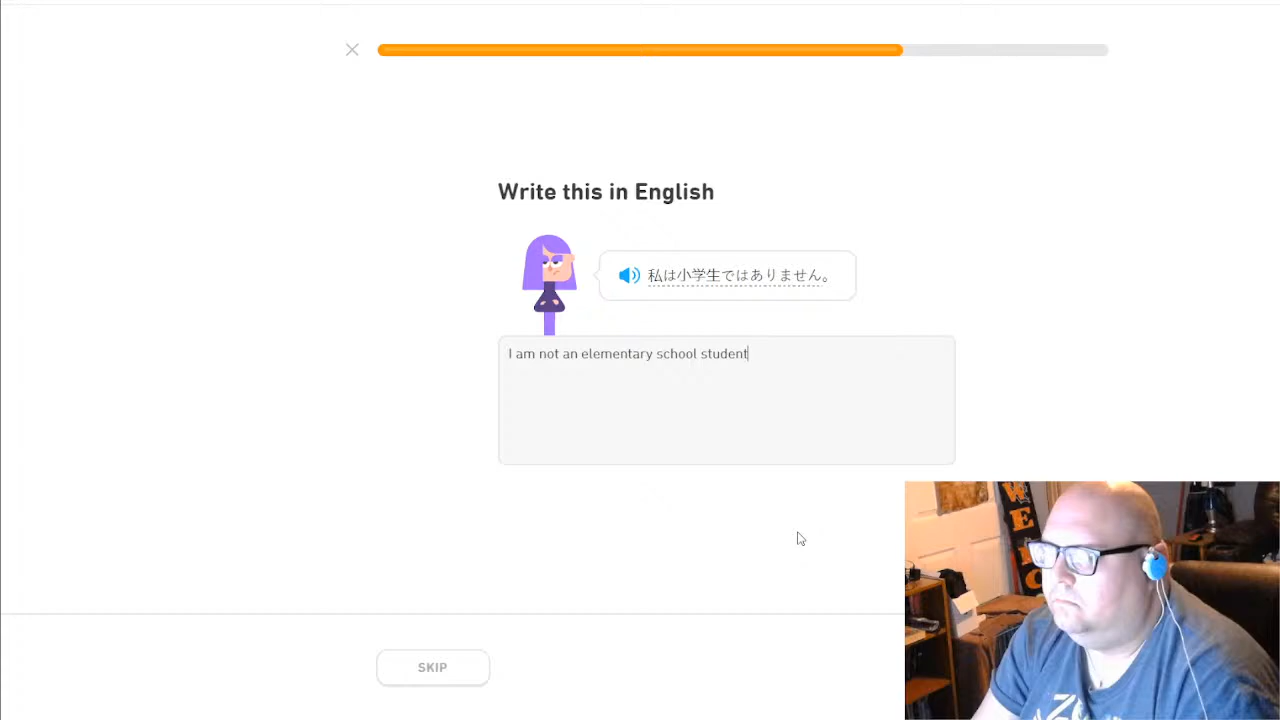 Write this in English
私は小学生ではありません。
I am not an elementary school student
SKIP
WE